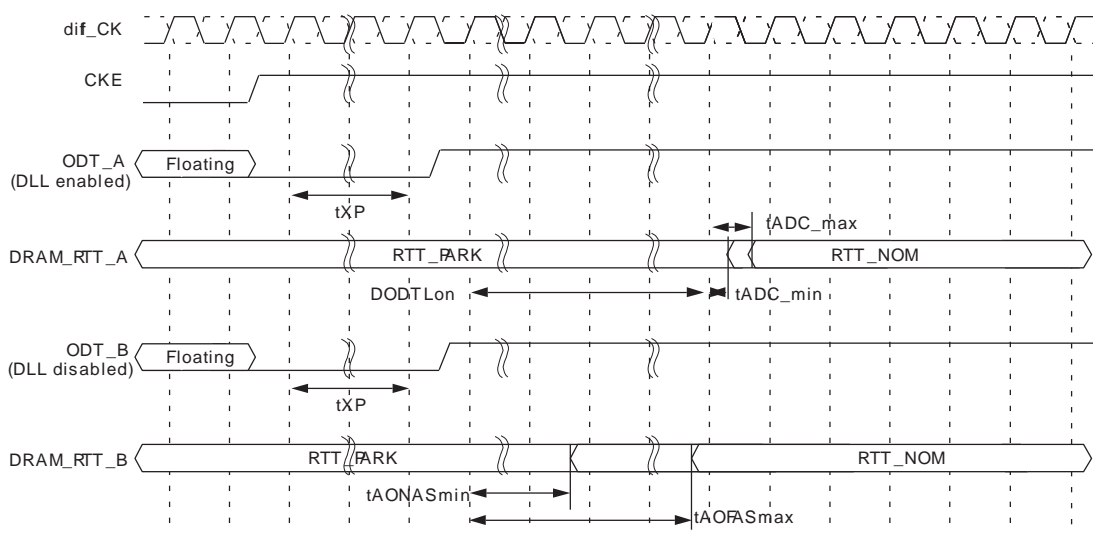 dif_CK
CKE
ODT_A
(DLL enabled)
Floating
tXP
tADC_max
DRAM_RTT_A
RTT_PARK
RTT_NOM
DODTLon
tADC_min
ODT_B
(DLL disabled)
Floating
tXP
DRAM_RTT_B
RTT_PARK
RTT_NOM
tAONASmin
tAOFASmax